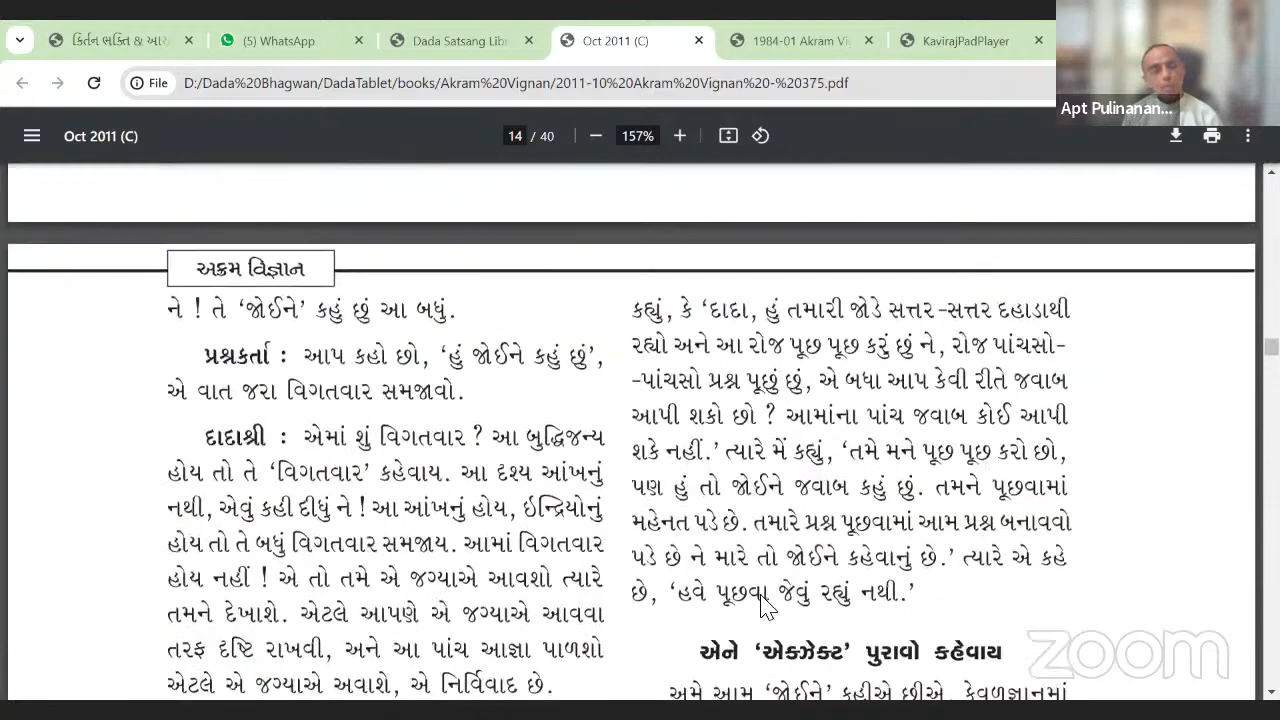 કિર્તન ભક્તિ & આર
(5) WhatsApp
Dada Satsang Libr
Oct 2011 (C)
1984-01 Akram Vi
KavirajPadPlayer
File
D:/Dada%20Bhagwan/DadaTablet/books/Akram%20Vignan/2011-10%20Akram%20Vignan%20-%20375.pdf
Apt Pulinanan...
Oct 2011 (C)
14 / 40
157%
અક્રમ વિજ્ઞાન
ને ! તે ‘જોઈને’ કહું છું આ બધું.
પ્રશ્નકર્તા : આપ કહો છો, ‘હું જોઈને કહું છું’,
એ વાત જરા વિગતવાર સમજાવો.
દાદાશ્રી : એમાં શું વિગતવાર ? આ બુદ્ધિજન્ય
હોય તો તે ‘વિગતવાર’ કહેવાય. આ દૃશ્ય આંખનું
નથી, એવું કહી દીધું ને ! આ આંખનું હોય, ઇન્દ્રિયોનું
હોય તો તે બધું વિગતવાર સમજાય. આમાં વિગતવાર
હોય નહીં ! એ તો તમે એ જગ્યાએ આવશો ત્યારે
તમને દેખાશે. એટલે આપણે એ જગ્યાએ આવવા
તરફ દૃષ્ટિ રાખવી, અને આ પાંચ આજ્ઞા પાળશો
એટલે એ જગ્યાએ અવાશે, એ નિર્વિવાદ છે.
કહ્યું, કે ‘દાદા, હું તમારી જોડે સત્તર-સત્તર દહાડાથી
રહ્યો અને આ રોજ પૂછ પૂછ કરું છું ને, રોજ પાંચસો-
-પાંચસો પ્રશ્ન પૂછું છું, એ બધા આપ કેવી રીતે જવાબ
આપી શકો છો ? આમાંના પાંચ જવાબ કોઈ આપી
શકે નહીં.’ ત્યારે મેં કહ્યું, ‘તમે મને પૂછ પૂછ કરો છો,
પણ હું તો જોઈને જવાબ કહું છું. તમને પૂછવામાં
મહેનત પડે છે. તમારે પ્રશ્ન પૂછવામાં આમ પ્રશ્ન બનાવવો
પડે છે ને મારે તો જોઈને કહેવાનું છે.’ ત્યારે એ કહે
છે, ‘હવે પૂછવા જેવું રહ્યું નથી.’
એને ‘એક્ઝેક્ટ’ પુરાવો કહેવાય
અમે આમ ‘જોઈને’ કહીએ છીએ. કેવળજ્ઞાનમાં
zoom